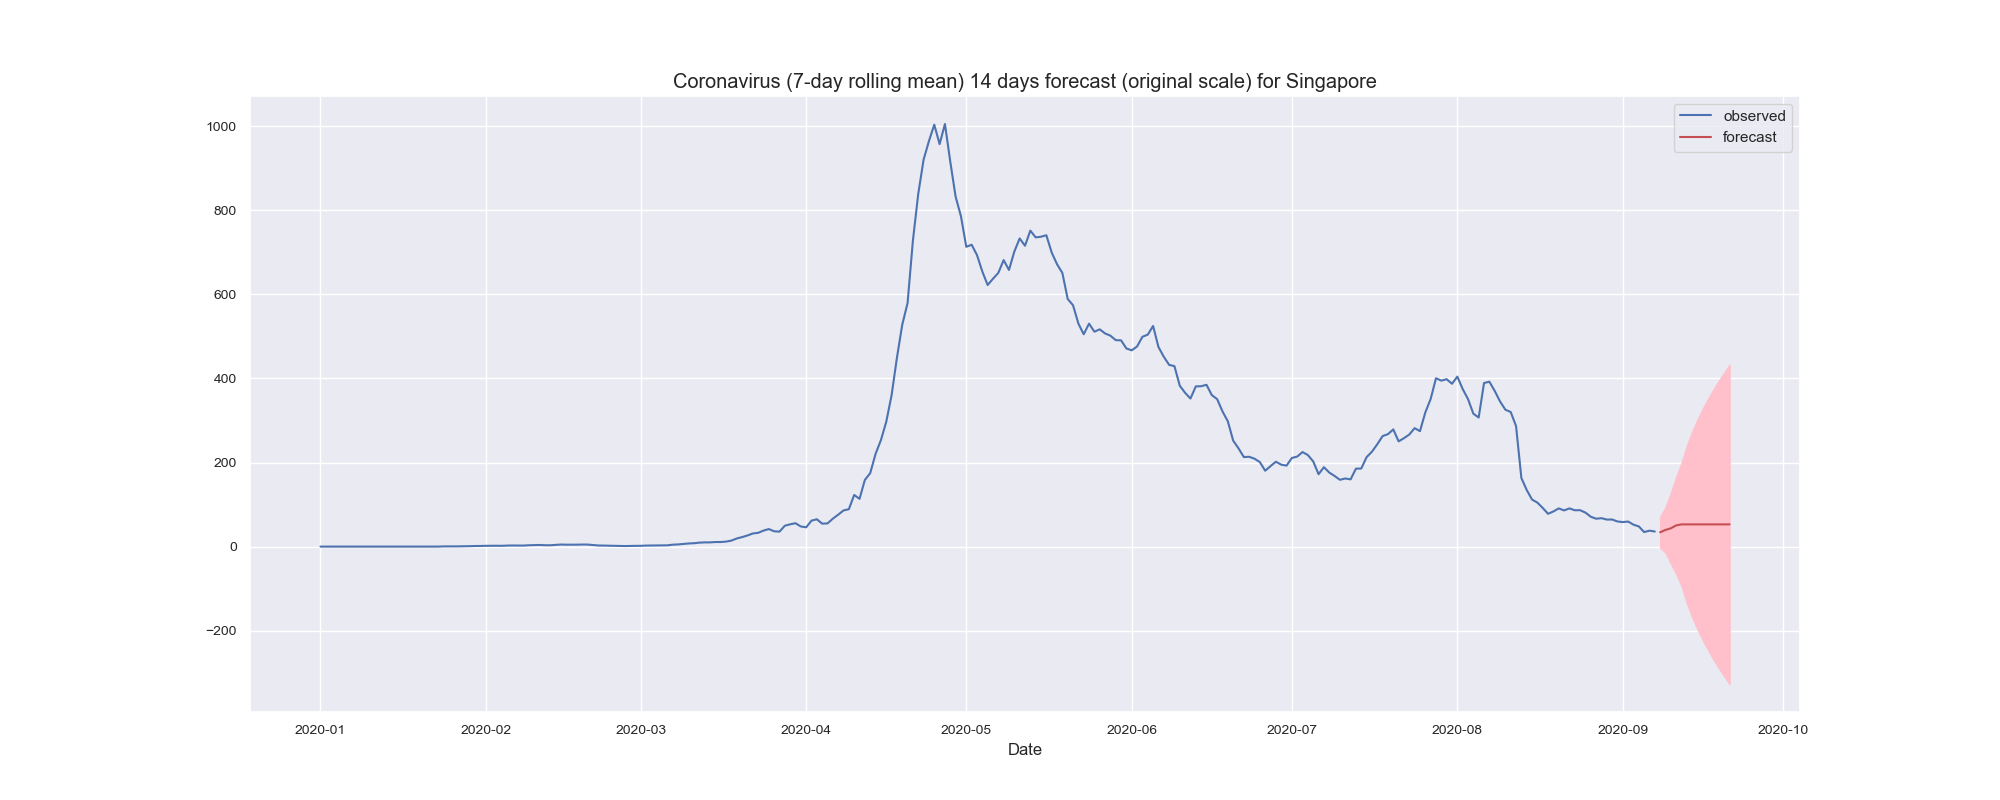 Coronavirus (7-day rolling mean) 14 days forecast (original scale) for Singapore
observed
forecast
1000
800
600
400
200
0
−200
2020-01 2020-02 2020-03 2020-04 2020-05 2020-06 2020-07 2020-08 2020-09 2020-10
Date